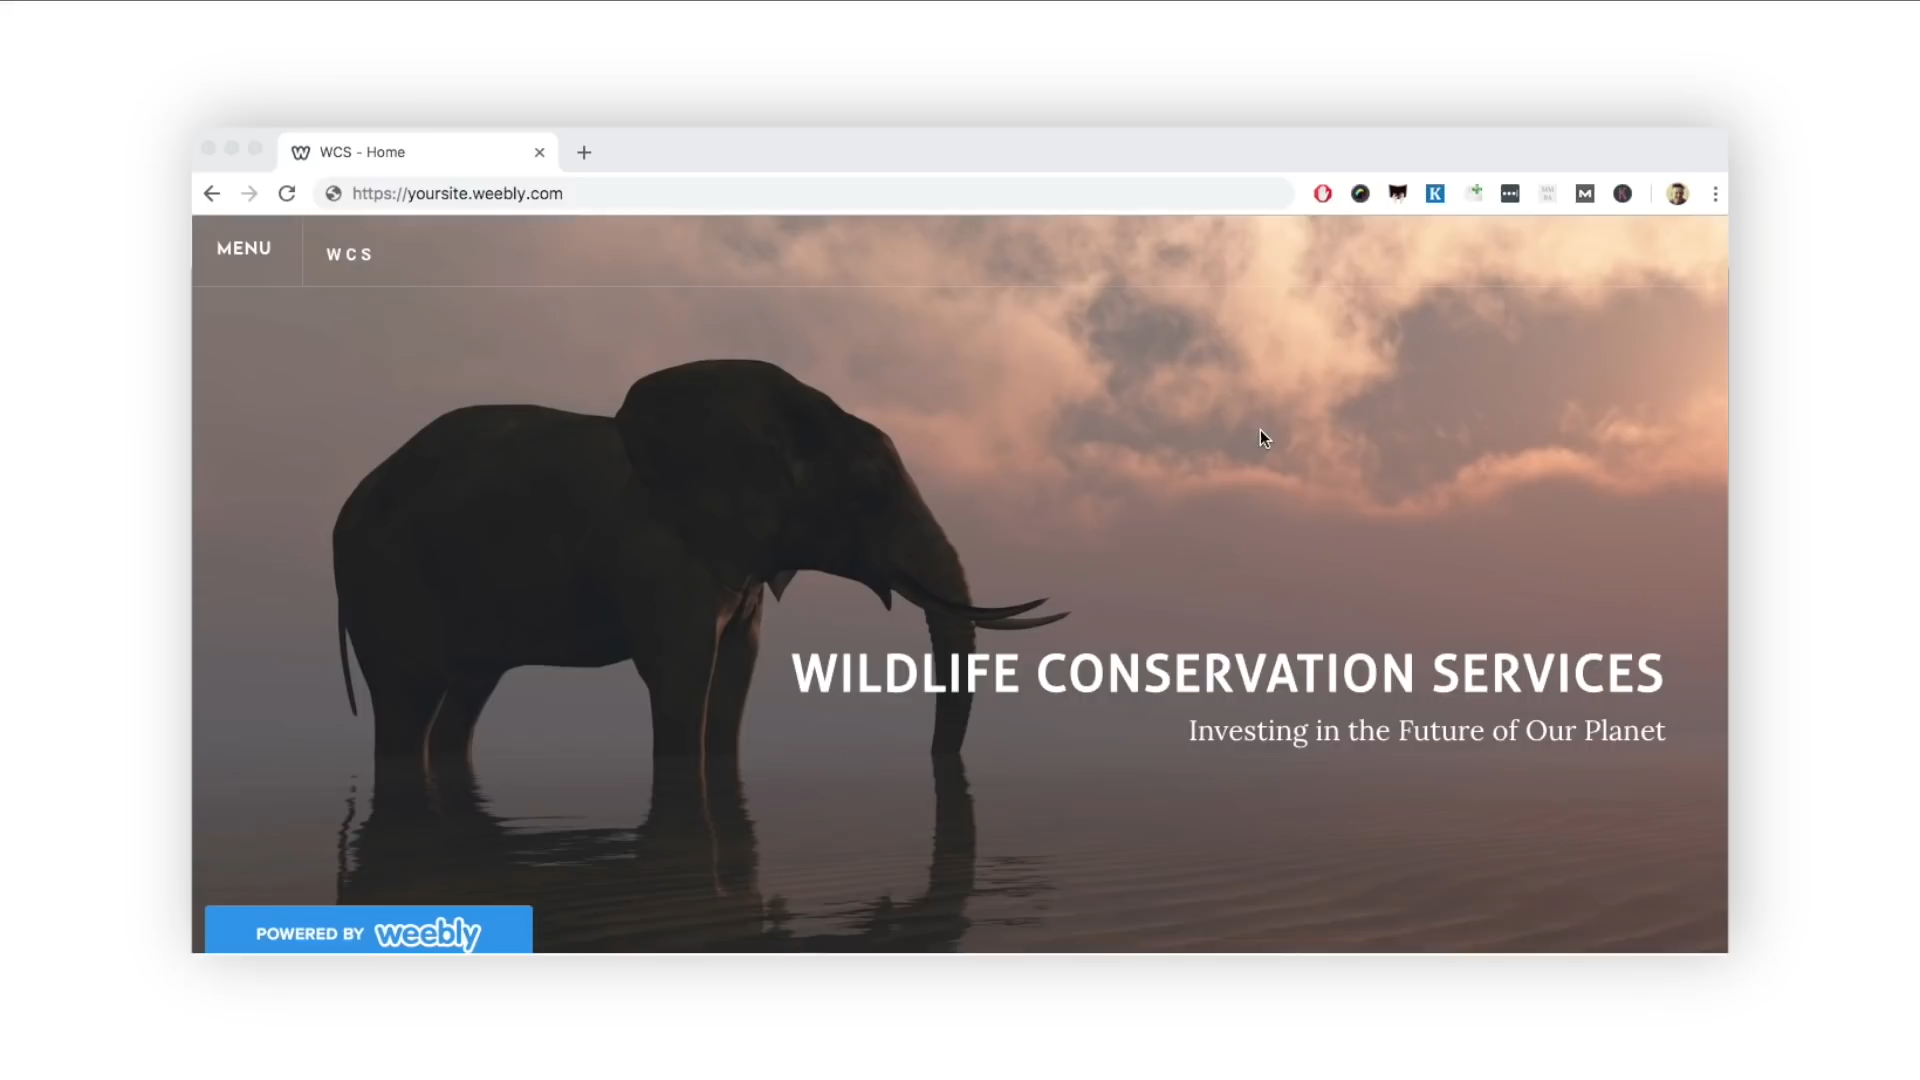 WCS - Home
https://yoursite.weebly.com
K
M
MENU
WCS
WILDLIFE CONSERVATION SERVICES
Investing in the Future of Our Planet
POWERED BY weebly